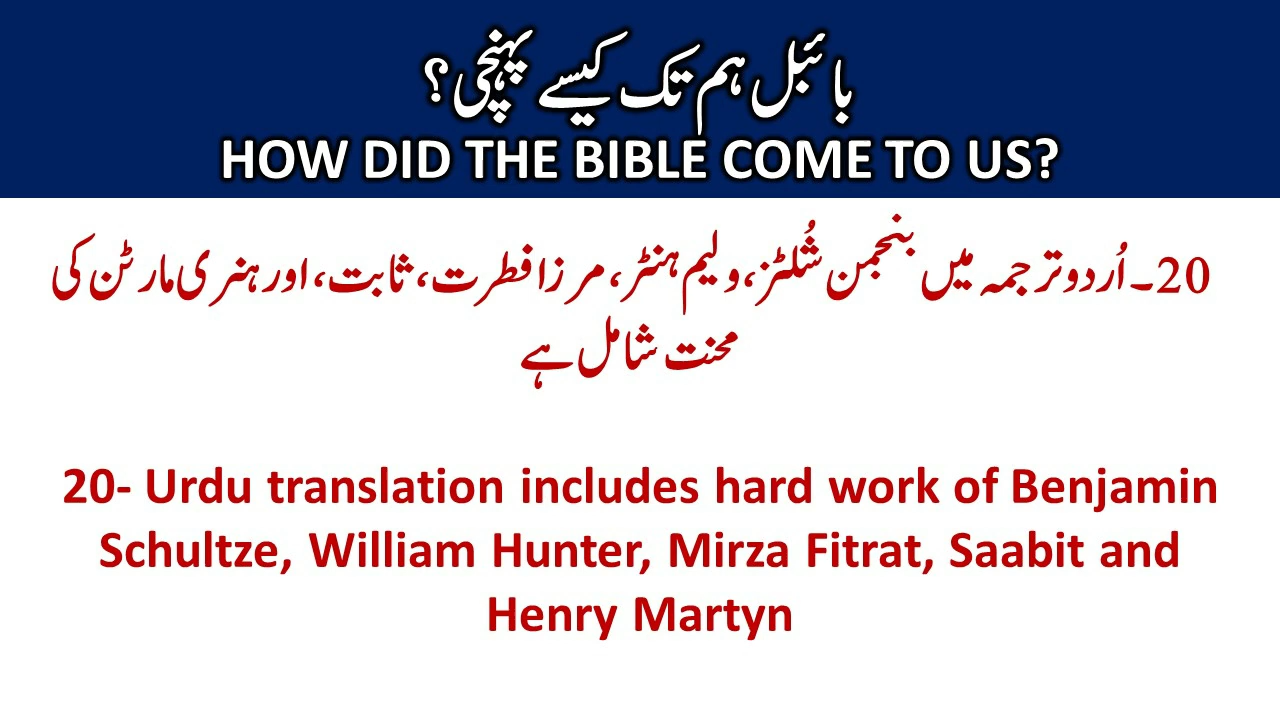 بائبل ہم تک کیسے پہنچی؟
HOW DID THE BIBLE COME TO US?
20۔ اُردو ترجمہ میں بنجمن شُلٹز، ولیم ہنٹر، مرزا فطرت، ثابت، اور ہنری مارٹن کی
محنت شامل ہے
20- Urdu translation includes hard work of Benjamin
Schultze, William Hunter, Mirza Fitrat, Saabit and
Henry Martyn